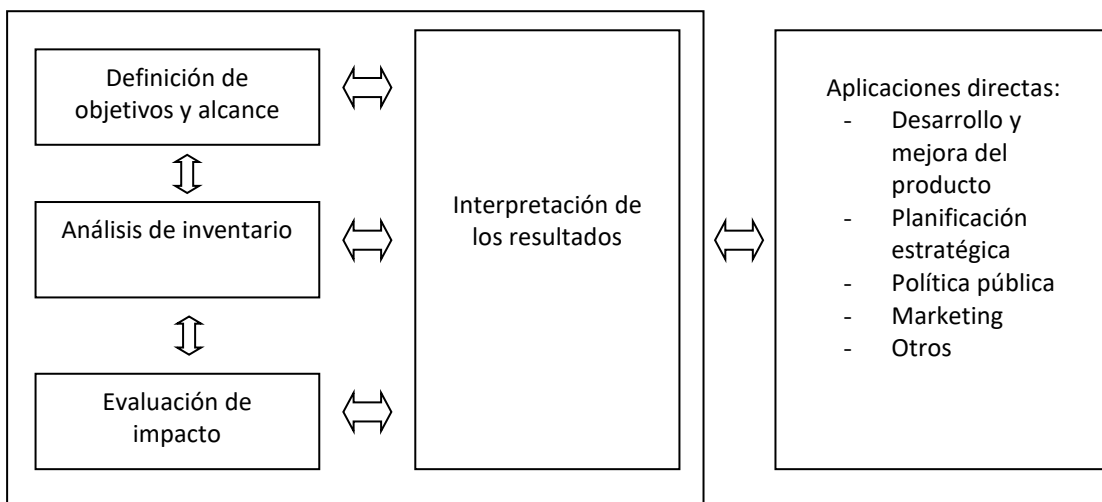 Definición de
objetivos y alcance
Análisis de inventario
Evaluación de
impacto
Interpretación de
los resultados
Aplicaciones directas:
- Desarrollo y
mejora del
producto
- Planificación
estratégica
- Política pública
- Marketing
- Otros